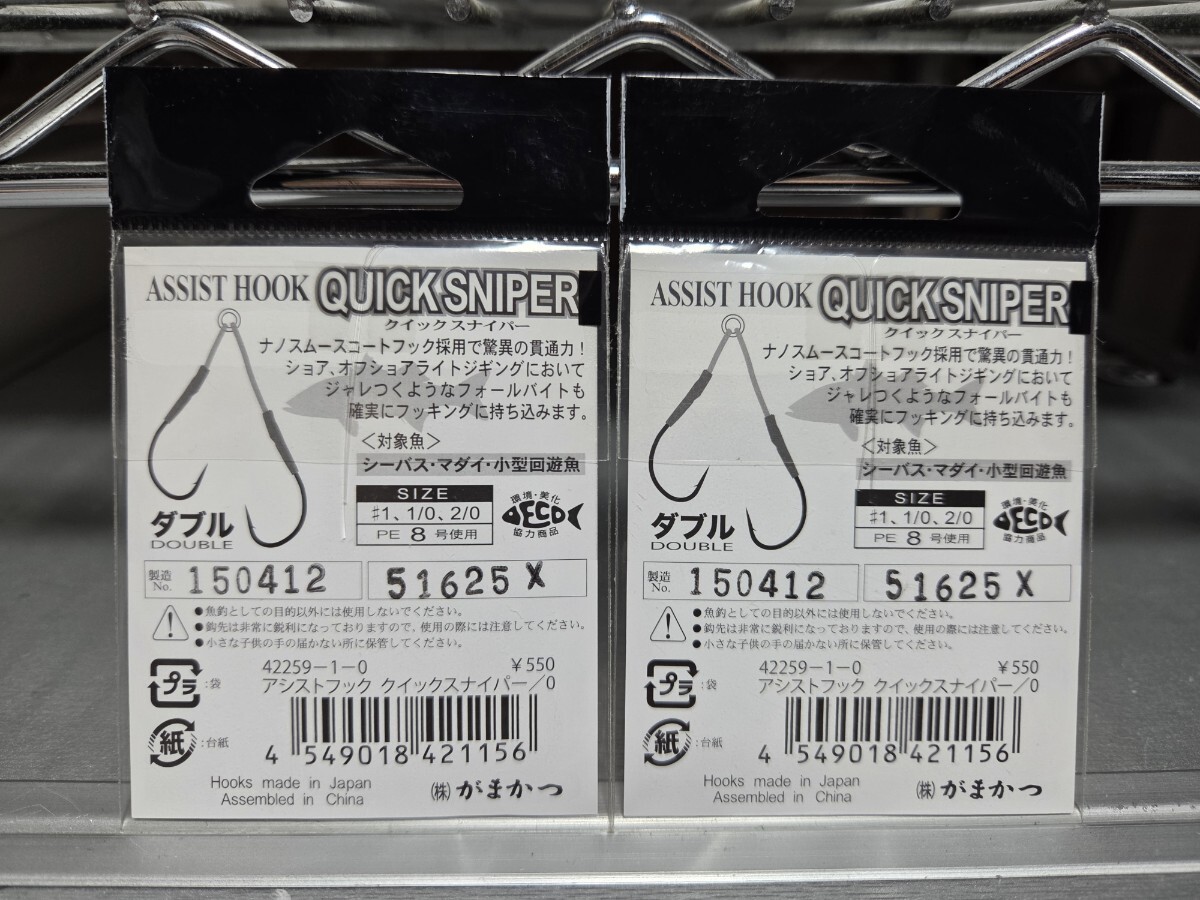 ASSIST HOOK QUICK SNIPER
クイックスナイパー
ナノスムースコートフック採用で驚異の貫通力!
ショア、オフショアライトジギングにおいて
ジャレつくようなフォールバイトも
確実にフッキングに持ち込みます。
<対象魚>
シーバス・マダイ・小型回遊魚
ダブル
DOUBLE
SIZE
♯1、1/0、2/0
PE 8 号使用
環境・美化
ECO
協力商品
製造No. 150412 51625 X
●魚釣としての目的以外には使用しないでください。
●鈎先は非常に鋭利になっておりますので、使用の際には注意してください。
●小さな子供の手の届かない所に保管してください。
プラ :袋
42259-1-0 ¥550
アシストフック クイックスナイパー/0
紙 :台紙
4 549018 421156
Hooks made in Japan
Assembled in China
㈱がまかつ
ASSIST HOOK QUICK SNIPER
クイックスナイパー
ナノスムースコートフック採用で驚異の貫通力!
ショア、オフショアライトジギングにおいて
ジャレつくようなフォールバイトも
確実にフッキングに持ち込みます。
<対象魚>
シーバス・マダイ・小型回遊魚
ダブル
DOUBLE
SIZE
♯1、1/0、2/0
PE 8 号使用
環境・美化
ECO
協力商品
製造No. 150412 51625 X
●魚釣としての目的以外には使用しないでください。
●鈎先は非常に鋭利になっておりますので、使用の際には注意してください。
●小さな子供の手の届かない所に保管してください。
プラ :袋
42259-1-0 ¥550
アシストフック クイックスナイパー/0
紙 :台紙
4 549018 421156
Hooks made in Japan
Assembled in China
㈱がまかつ